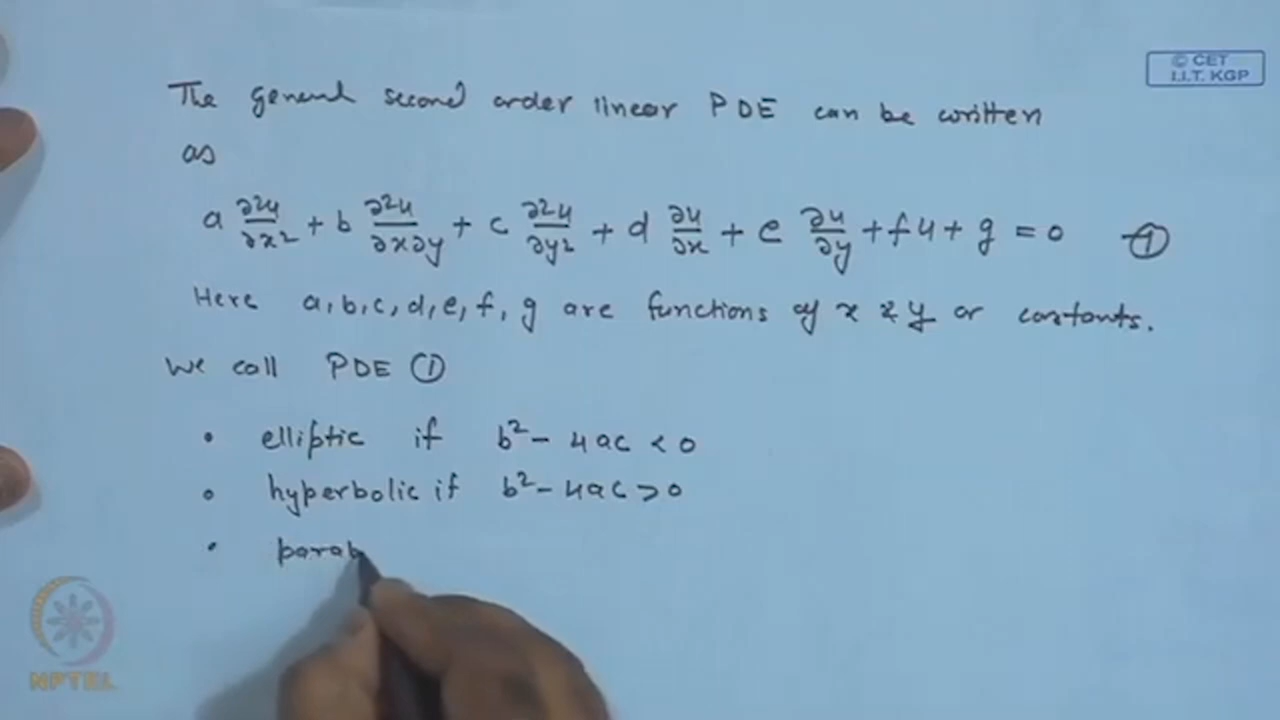 © CET
I.I.T. KGP
The general second order linear PDE can be written
as
a ∂²u/∂x² + b ∂²u/∂x∂y + c ∂²u/∂y² + d ∂u/∂x + e ∂u/∂y + fu + g = 0 —①
Here a, b, c, d, e, f, g are functions of x & y or constants.
We call PDE ①
• elliptic if b² - 4ac < 0
• hyperbolic if b² - 4ac > 0
• parab
NPTEL